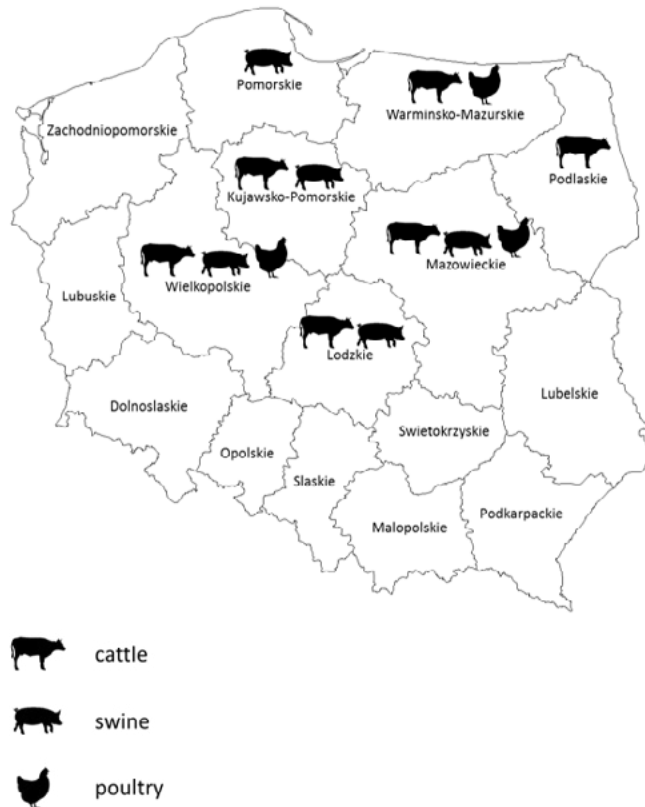 Pomorskie
Warminsko-Mazurskie
Zachodniopomorskie
Podlaskie
Kujawsko-Pomorskie
Mazowieckie
Wielkopolskie
Lubuskie
Lodzkie
Lubelskie
Dolnoslaskie
Swietokrzyskie
Opolskie
Slaskie
Podkarpackie
Malopolskie
cattle
swine
poultry